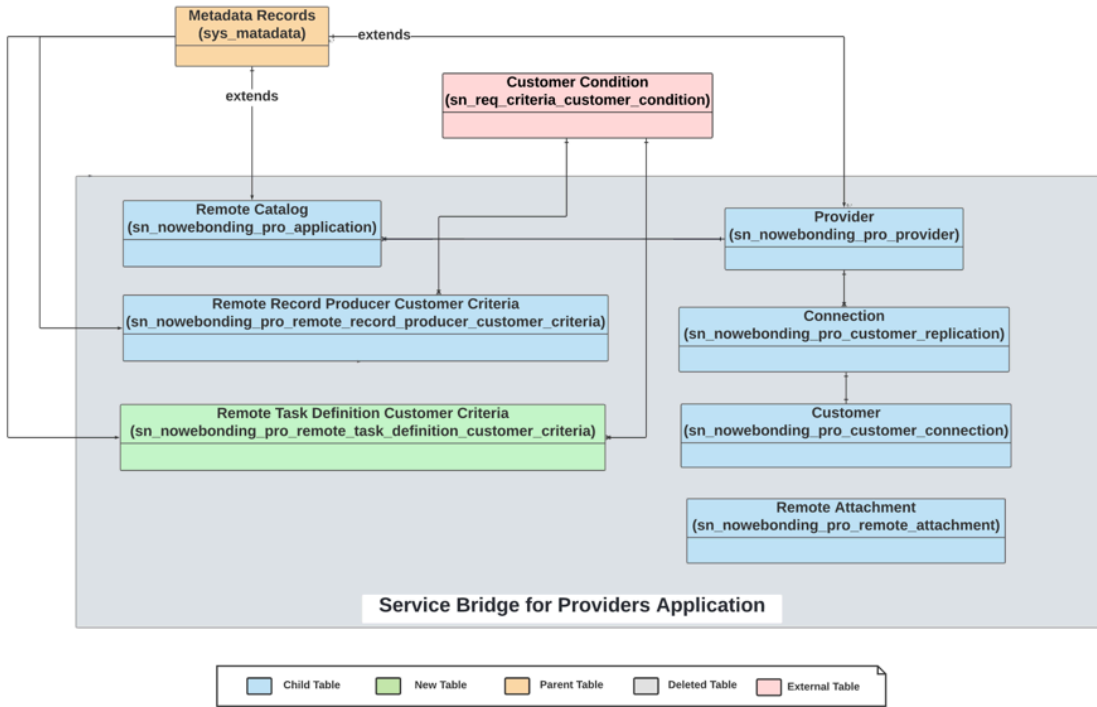 Metadata Records
(sys_matadata)
extends
extends
Customer Condition
(sn_req_criteria_customer_condition)
Remote Catalog
(sn_nowebonding_pro_application)
Provider
(sn_nowebonding_pro_provider)
Remote Record Producer Customer Criteria
(sn_nowebonding_pro_remote_record_producer_customer_criteria)
Connection
(sn_nowebonding_pro_customer_replication)
Remote Task Definition Customer Criteria
(sn_nowebonding_pro_remote_task_definition_customer_criteria)
Customer
(sn_nowebonding_pro_customer_connection)
Remote Attachment
(sn_nowebonding_pro_remote_attachment)
Service Bridge for Providers Application
Child Table
New Table
Parent Table
Deleted Table
External Table